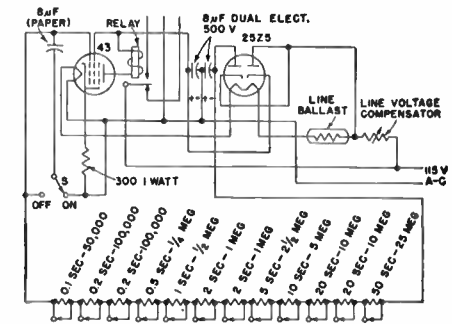 8µF
(PAPER)
RELAY
8µF DUAL ELECT.
500 V
43
25Z5
+ - + -
LINE
BALLAST
LINE VOLTAGE
COMPENSATOR
S
300 1 WATT
115V
A-C
OFF
ON
0.1 SEC-50,000
0.2 SEC-100,000
0.2 SEC-100,000
0.5 SEC-1/4 MEG
1 SEC-1/2 MEG
2 SEC-1 MEG
2 SEC-1 MEG
5 SEC-2 1/2 MEG
10 SEC-5 MEG
20 SEC-10 MEG
20 SEC-10 MEG
50 SEC-25 MEG